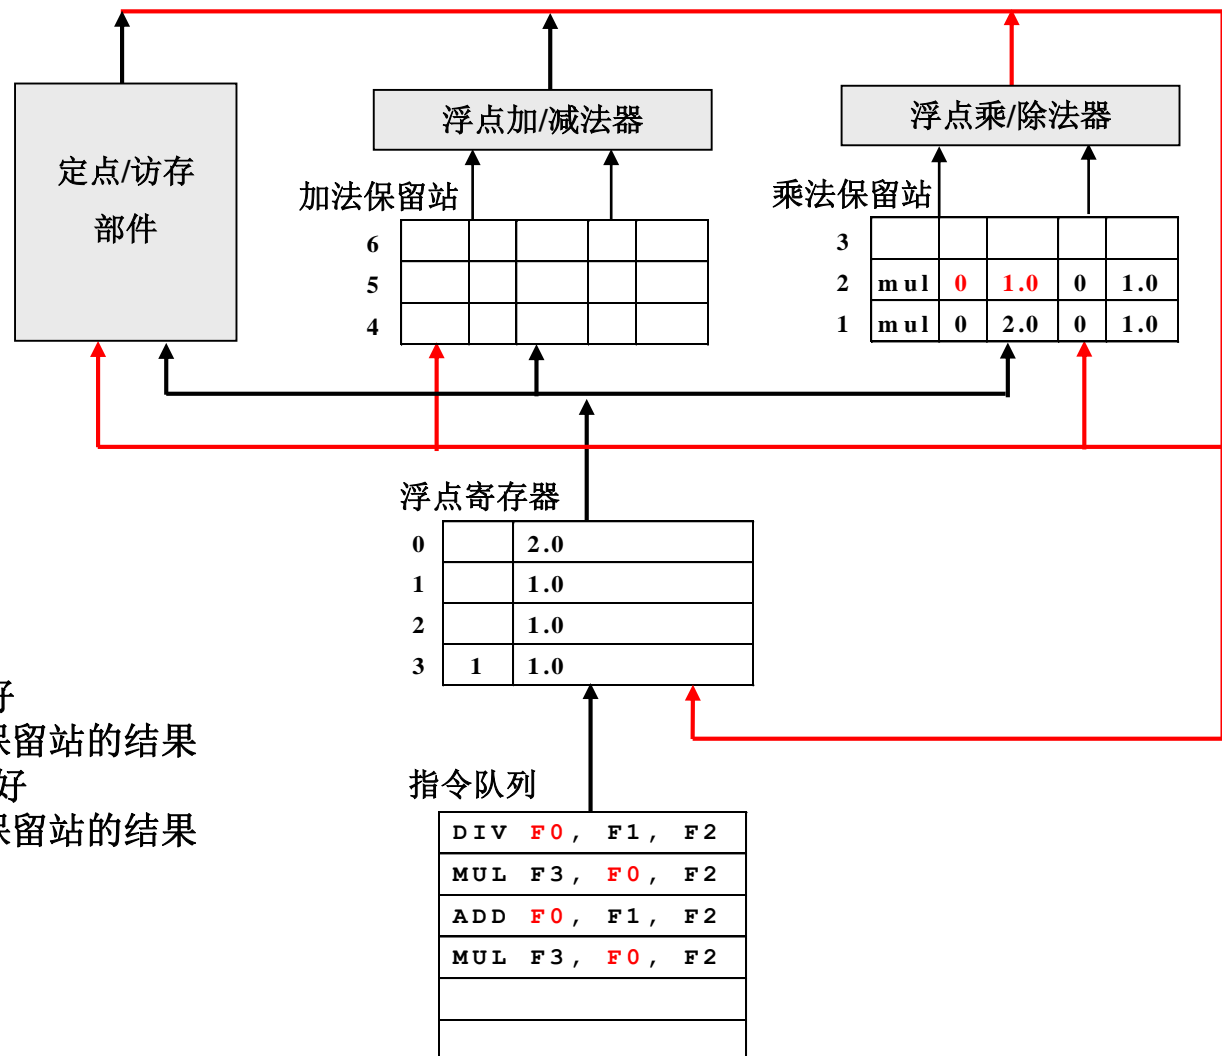 定点/访存
部件
浮点加/减法器
浮点乘/除法器
加法保留站
6
5
4
乘法保留站
3
2 mul 0 1.0 0 1.0
1 mul 0 2.0 0 1.0
浮点寄存器
0 2.0
1 1.0
2 1.0
3 1 1.0
好
保留站的结果
好
保留站的结果
指令队列
DIV F0, F1, F2
MUL F3, F0, F2
ADD F0, F1, F2
MUL F3, F0, F2